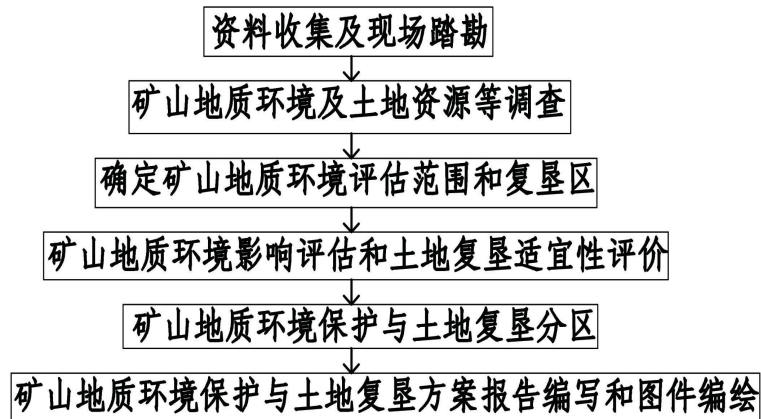 资料收集及现场踏勘
矿山地质环境及土地资源等调查
确定矿山地质环境评估范围和复垦区
矿山地质环境影响评估和土地复垦适宜性评价
矿山地质环境保护与土地复垦分区
矿山地质环境保护与土地复垦方案报告编写和图件编绘